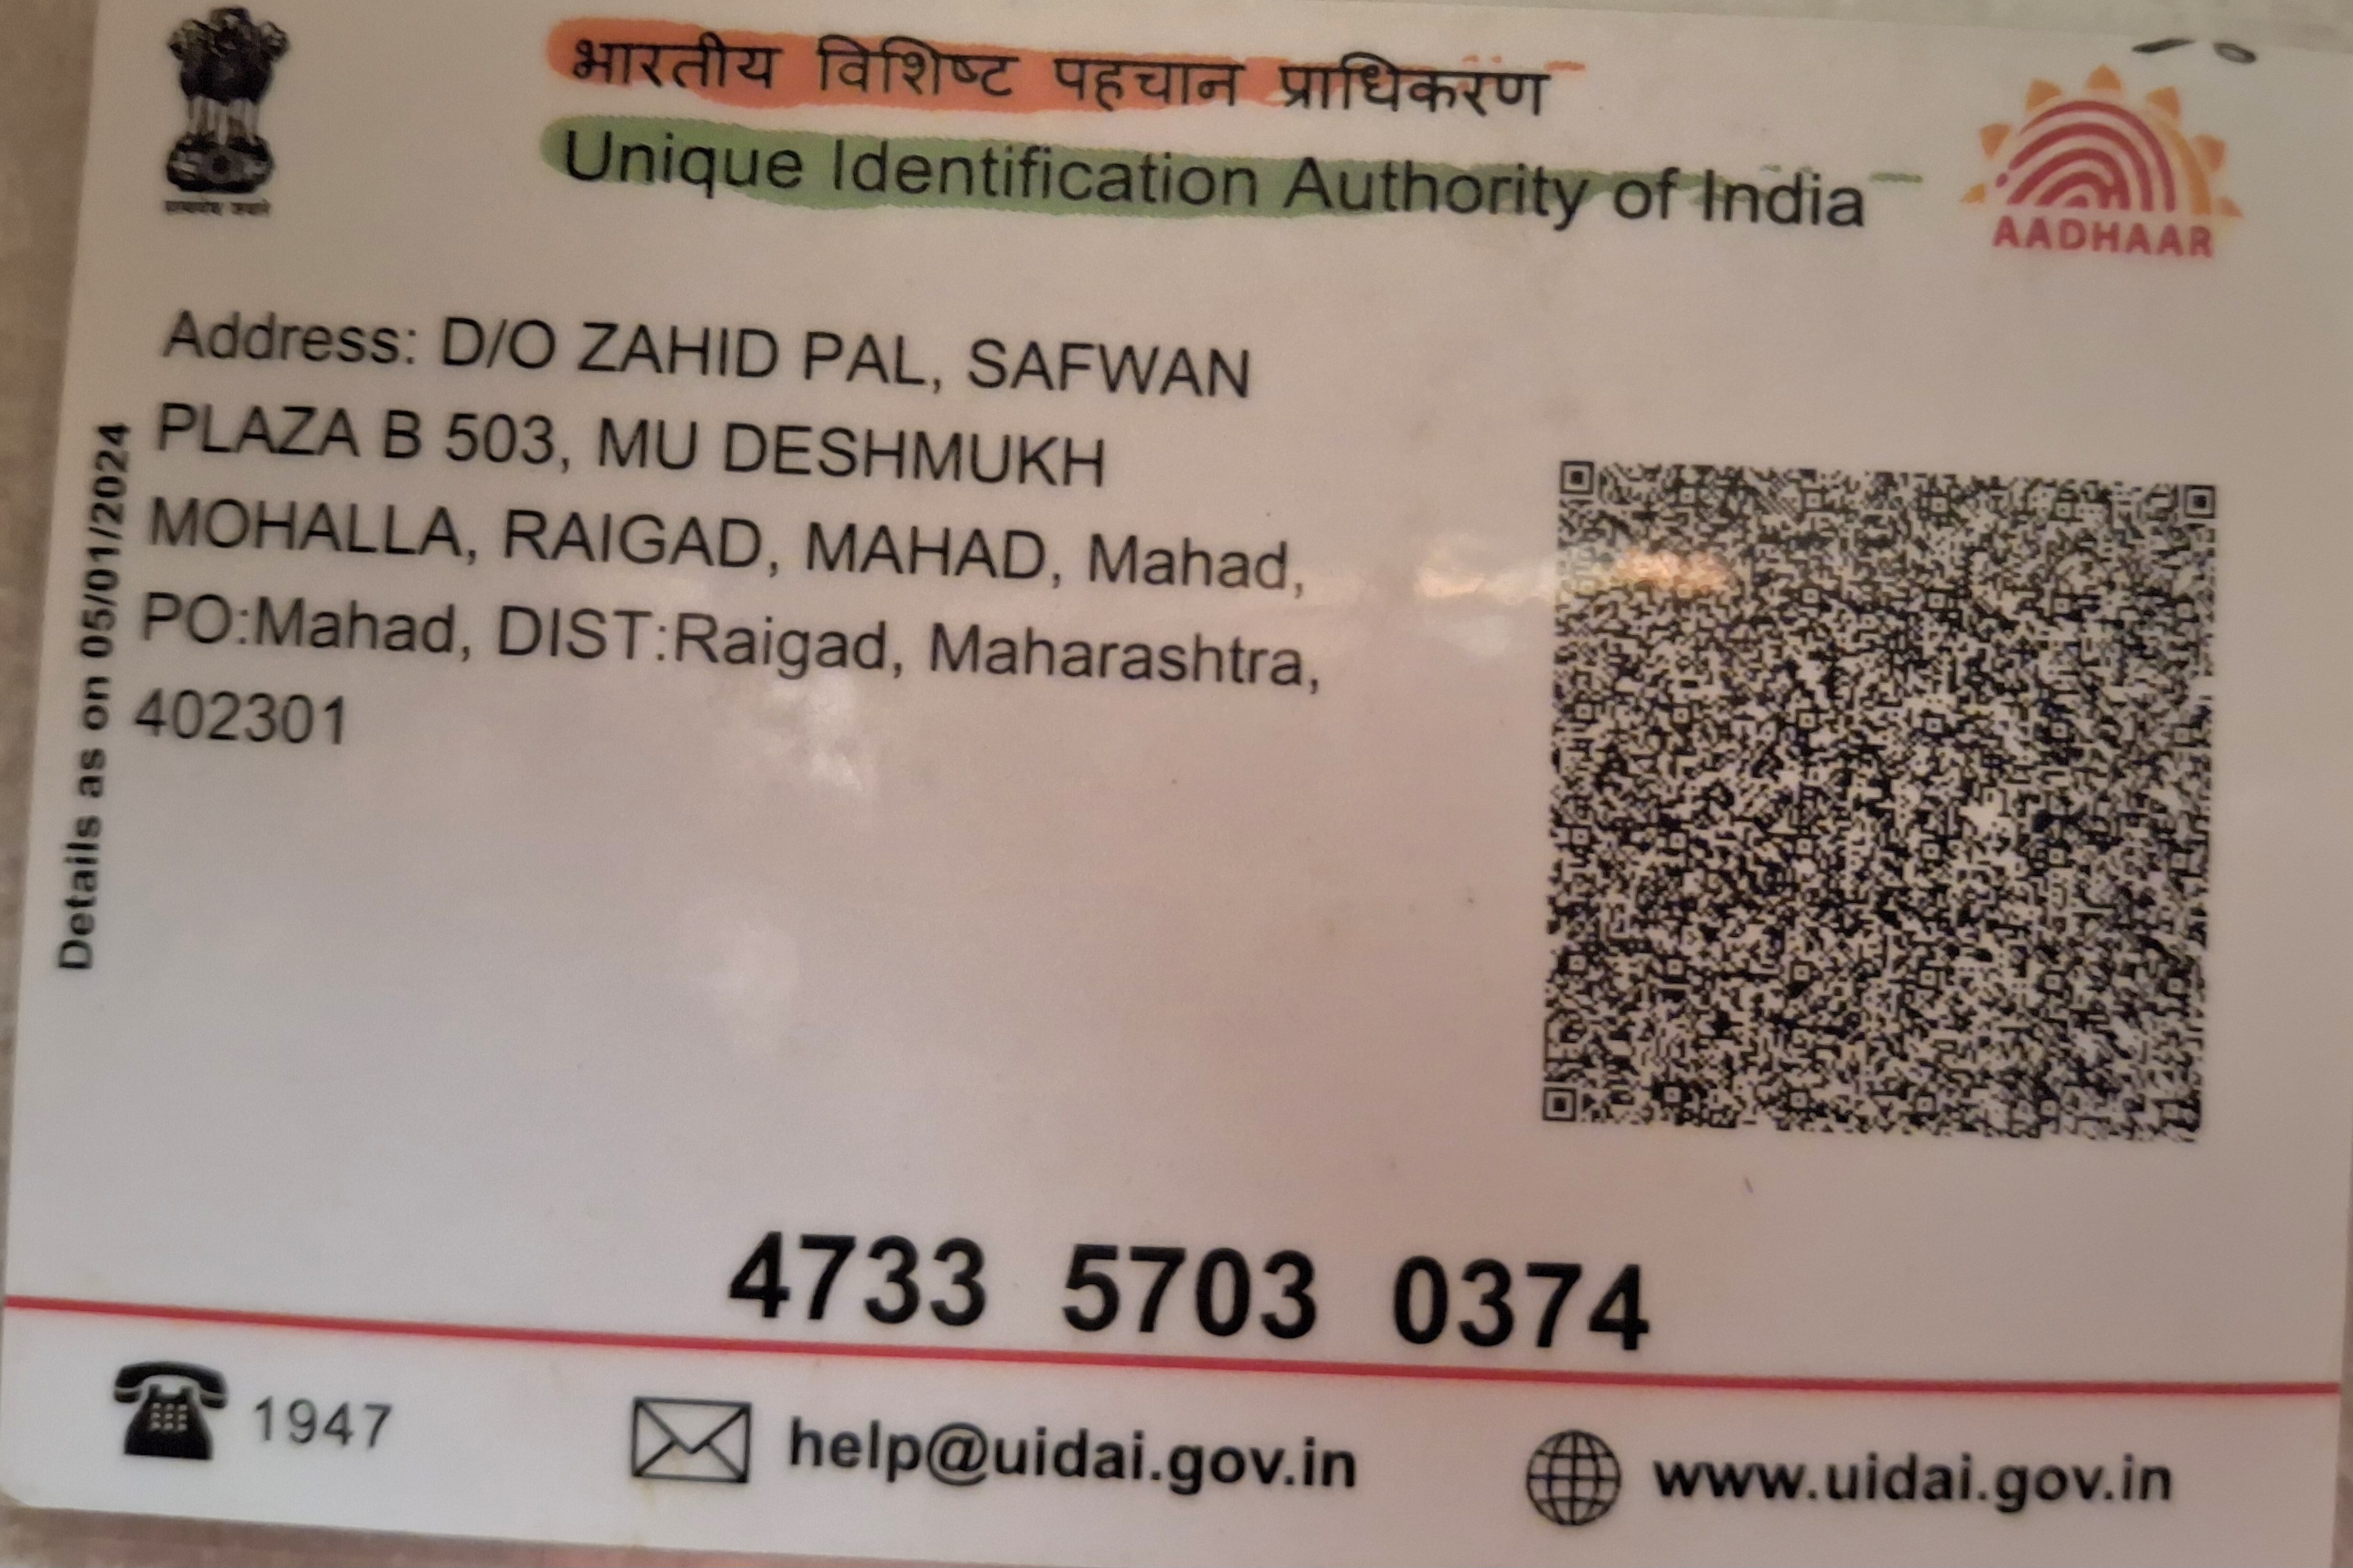 भारतीय विशिष्ट पहचान प्राधिकरण
Unique Identification Authority of India
AADHAAR
Address: D/O ZAHID PAL, SAFWAN
PLAZA B 503, MU DESHMUKH
MOHALLA, RAIGAD, MAHAD, Mahad,
PO:Mahad, DIST:Raigad, Maharashtra,
402301
Details as on 05/01/2024
4733 5703 0374
1947
help@uidai.gov.in
www.uidai.gov.in